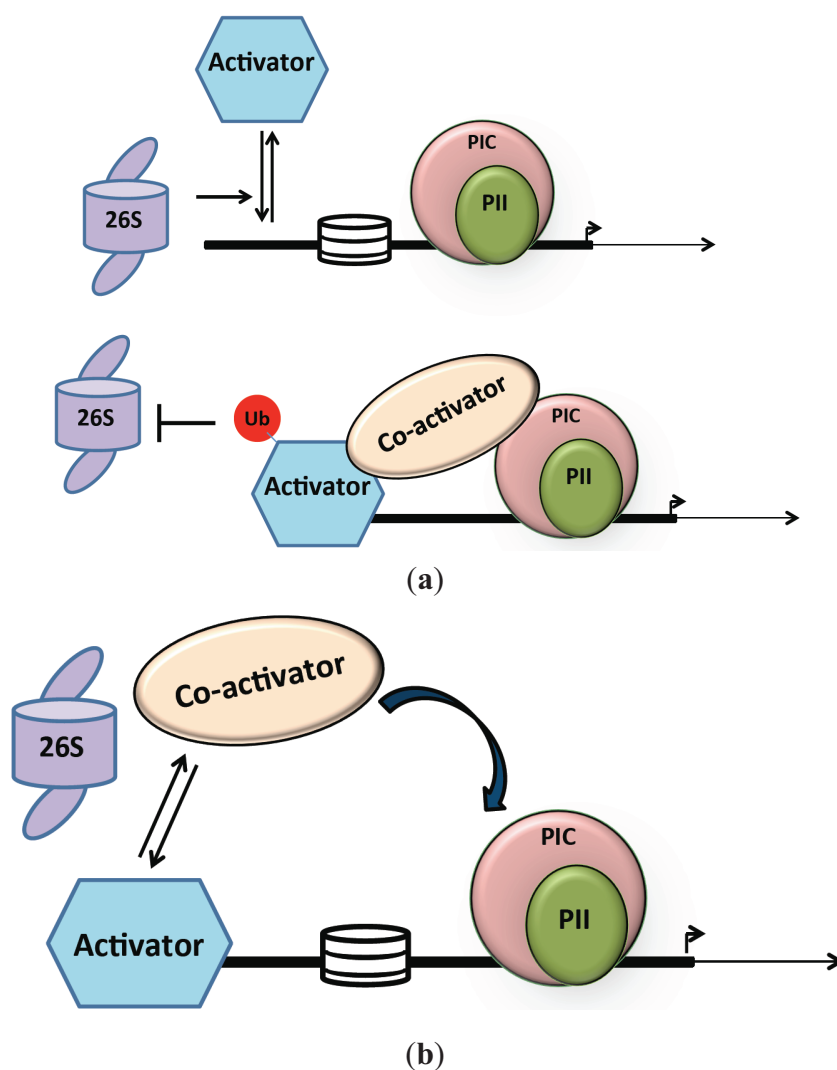 Activator
PIC
26S
PII
Co-activator
26S
Ub
PIC
Activator
PII
(a)
Co-activator
26S
PIC
PII
Activator
(b)